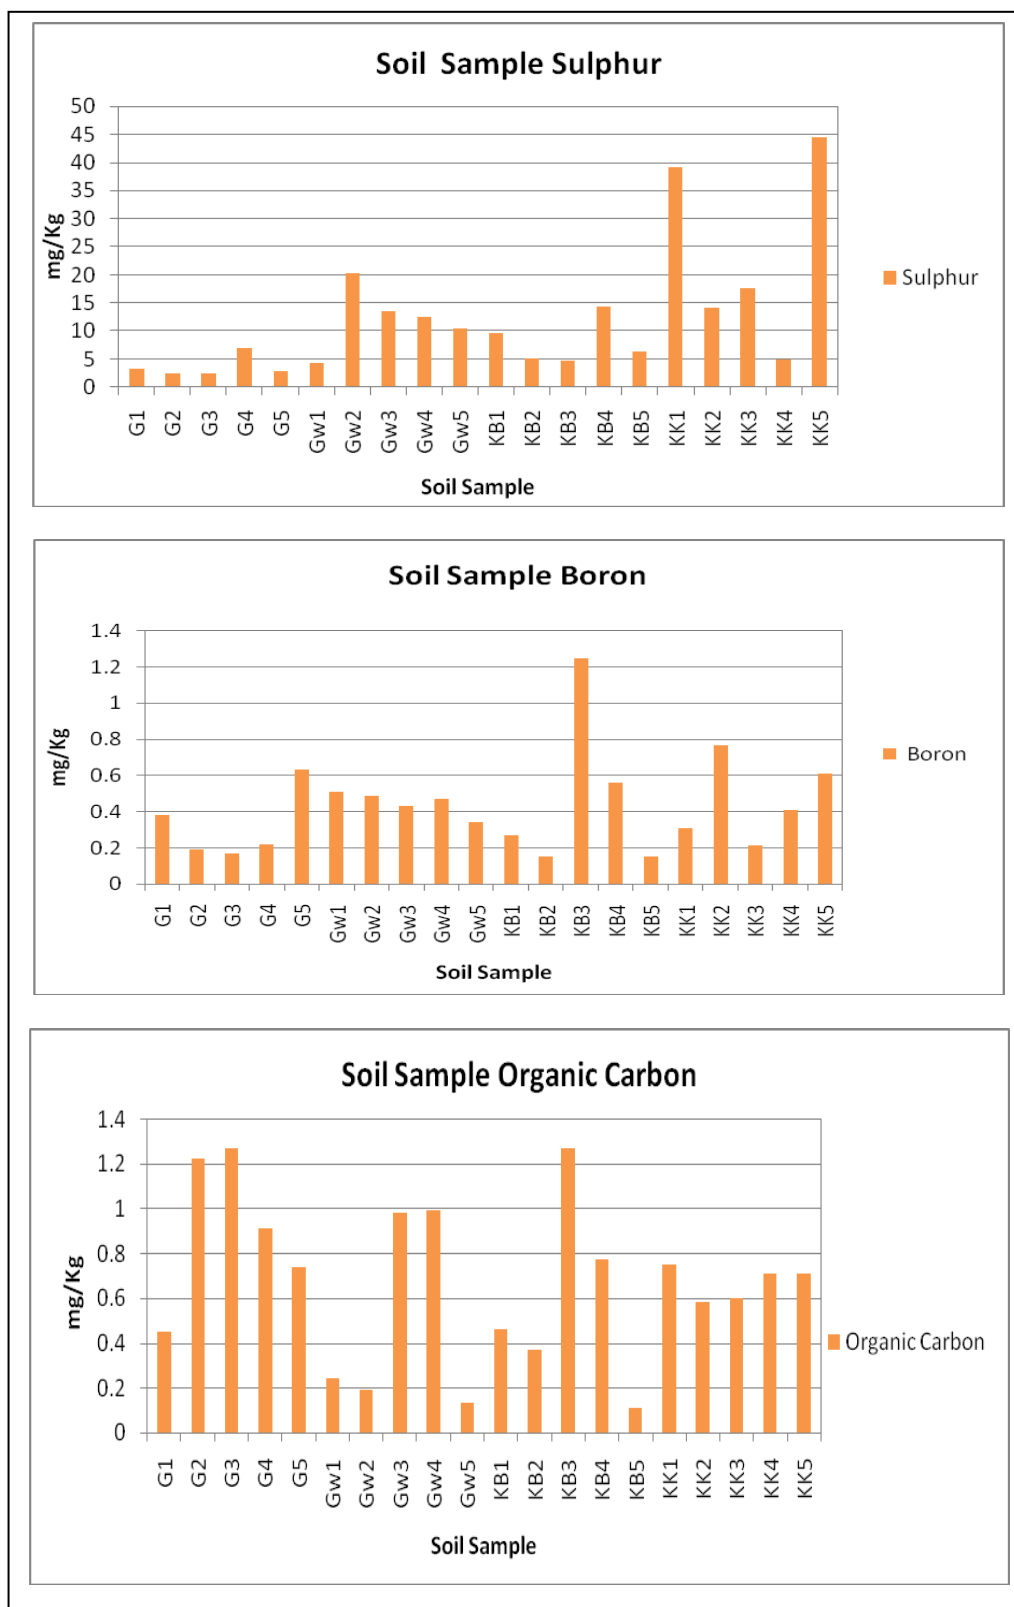 Soil  Sample Sulphur
50
45
40
35
30
25
20
15
10
5
0
mg/Kg
G1 G2 G3 G4 G5 Gw1 Gw2 Gw3 Gw4 Gw5 KB1 KB2 KB3 KB4 KB5 KK1 KK2 KK3 KK4 KK5
Soil Sample
Sulphur
Soil Sample Boron
1.4
1.2
1
0.8
0.6
0.4
0.2
0
mg/Kg
G1 G2 G3 G4 G5 Gw1 Gw2 Gw3 Gw4 Gw5 KB1 KB2 KB3 KB4 KB5 KK1 KK2 KK3 KK4 KK5
Soil Sample
Boron
Soil Sample Organic Carbon
1.4
1.2
1
0.8
0.6
0.4
0.2
0
mg/Kg
G1 G2 G3 G4 G5 Gw1 Gw2 Gw3 Gw4 Gw5 KB1 KB2 KB3 KB4 KB5 KK1 KK2 KK3 KK4 KK5
Soil Sample
Organic Carbon